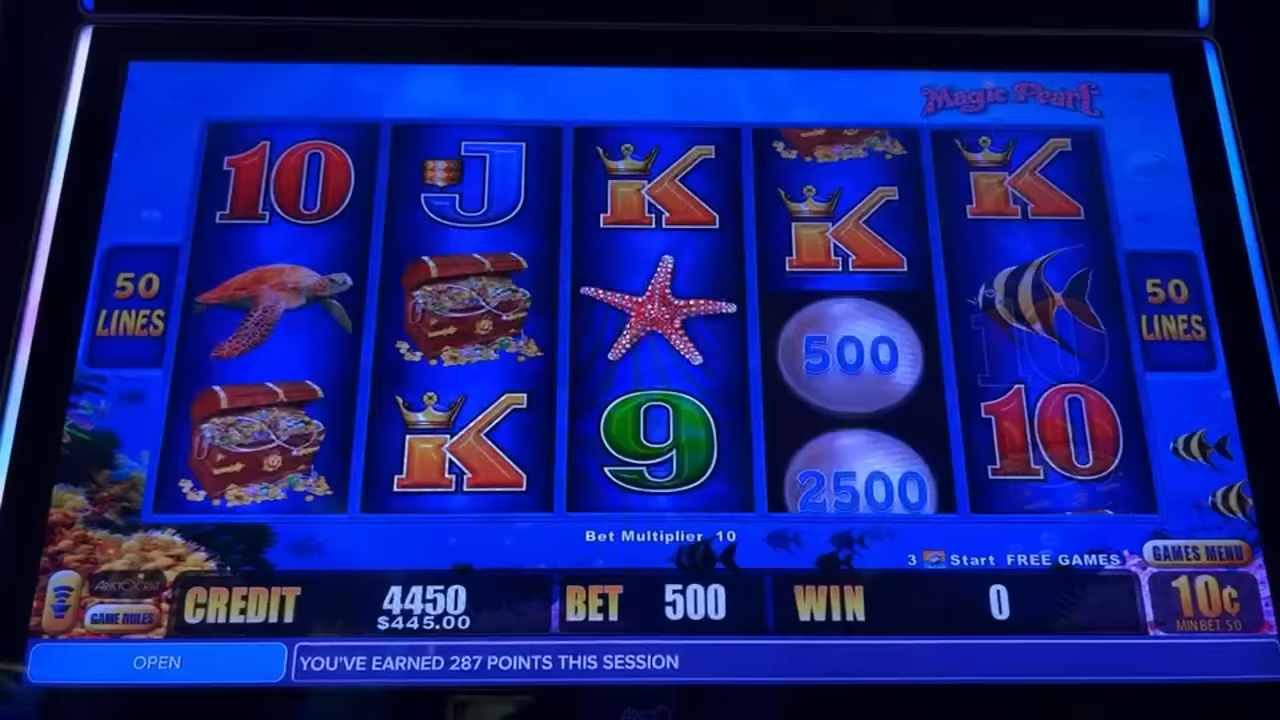 Magic Pearl
10 J K K K
50 LINES
50 LINES
500
9 10
2500
K
Bet Multiplier 10
3 Start FREE GAMES
GAMES MENU
ARISTOCRAT
GAME RULES
CREDIT 4450 BET 500 WIN 0 10¢
$445.00
MIN BET 50
OPEN YOU'VE EARNED 287 POINTS THIS SESSION